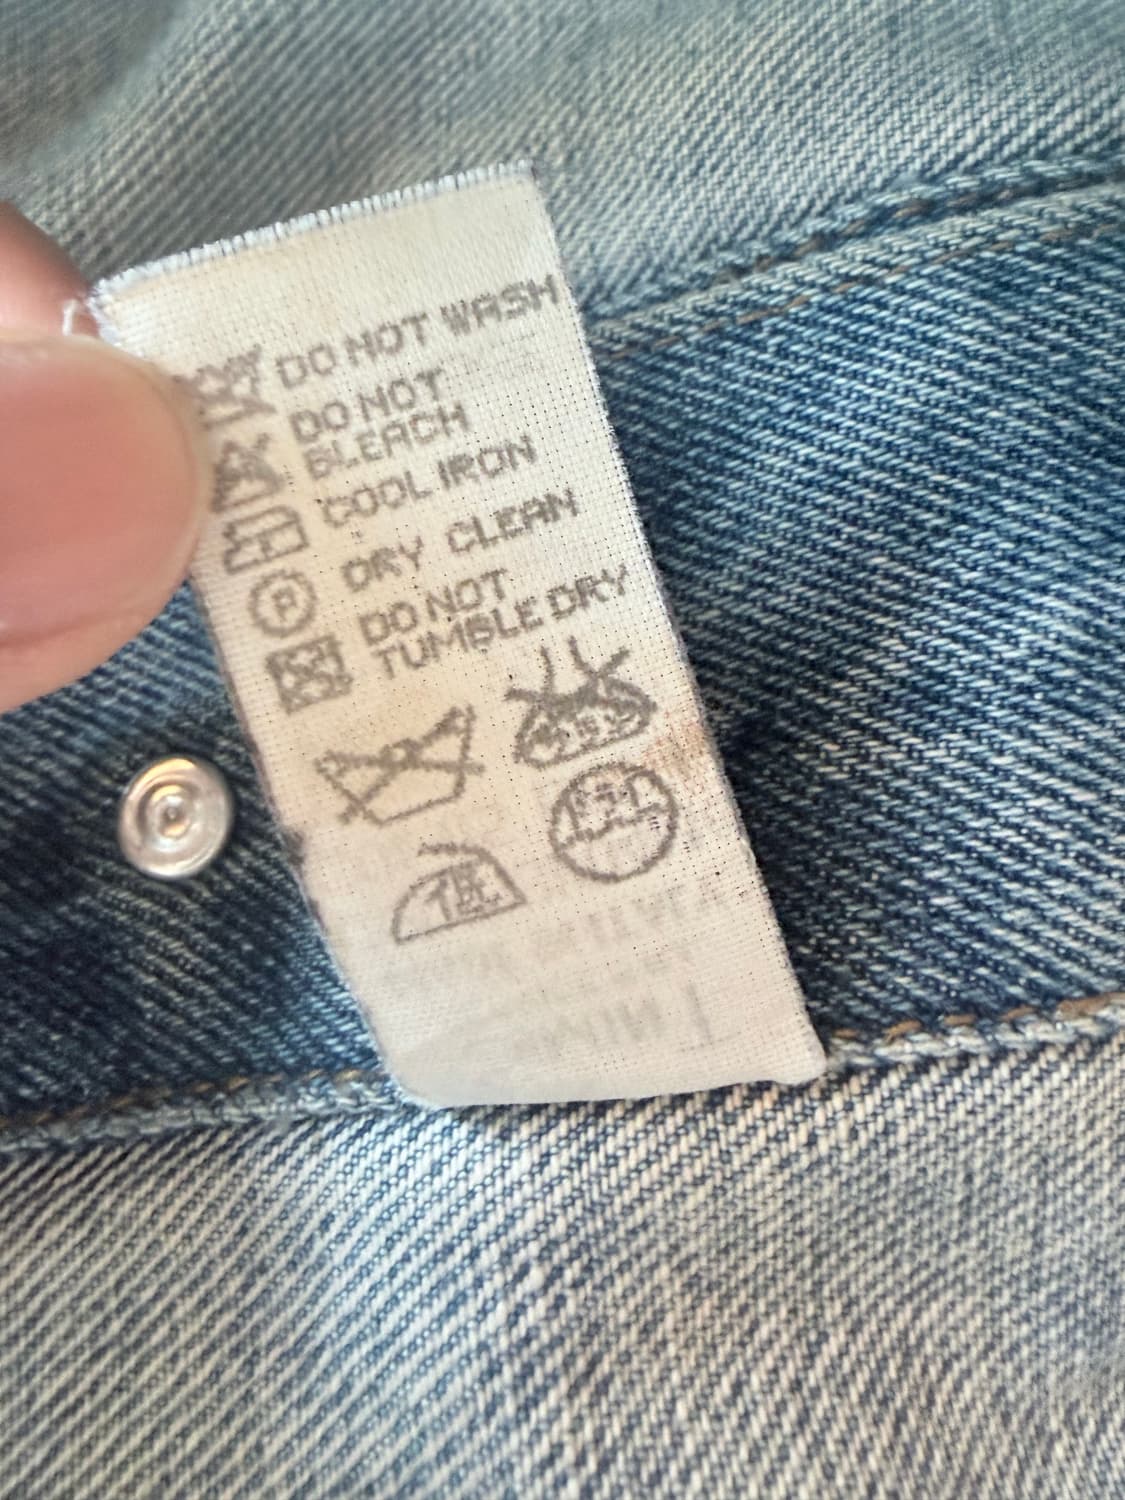 DO NOT WASH
DO NOT
BLEACH
COOL IRON
P
DRY CLEAN
DO NOT
TUMBLE DRY